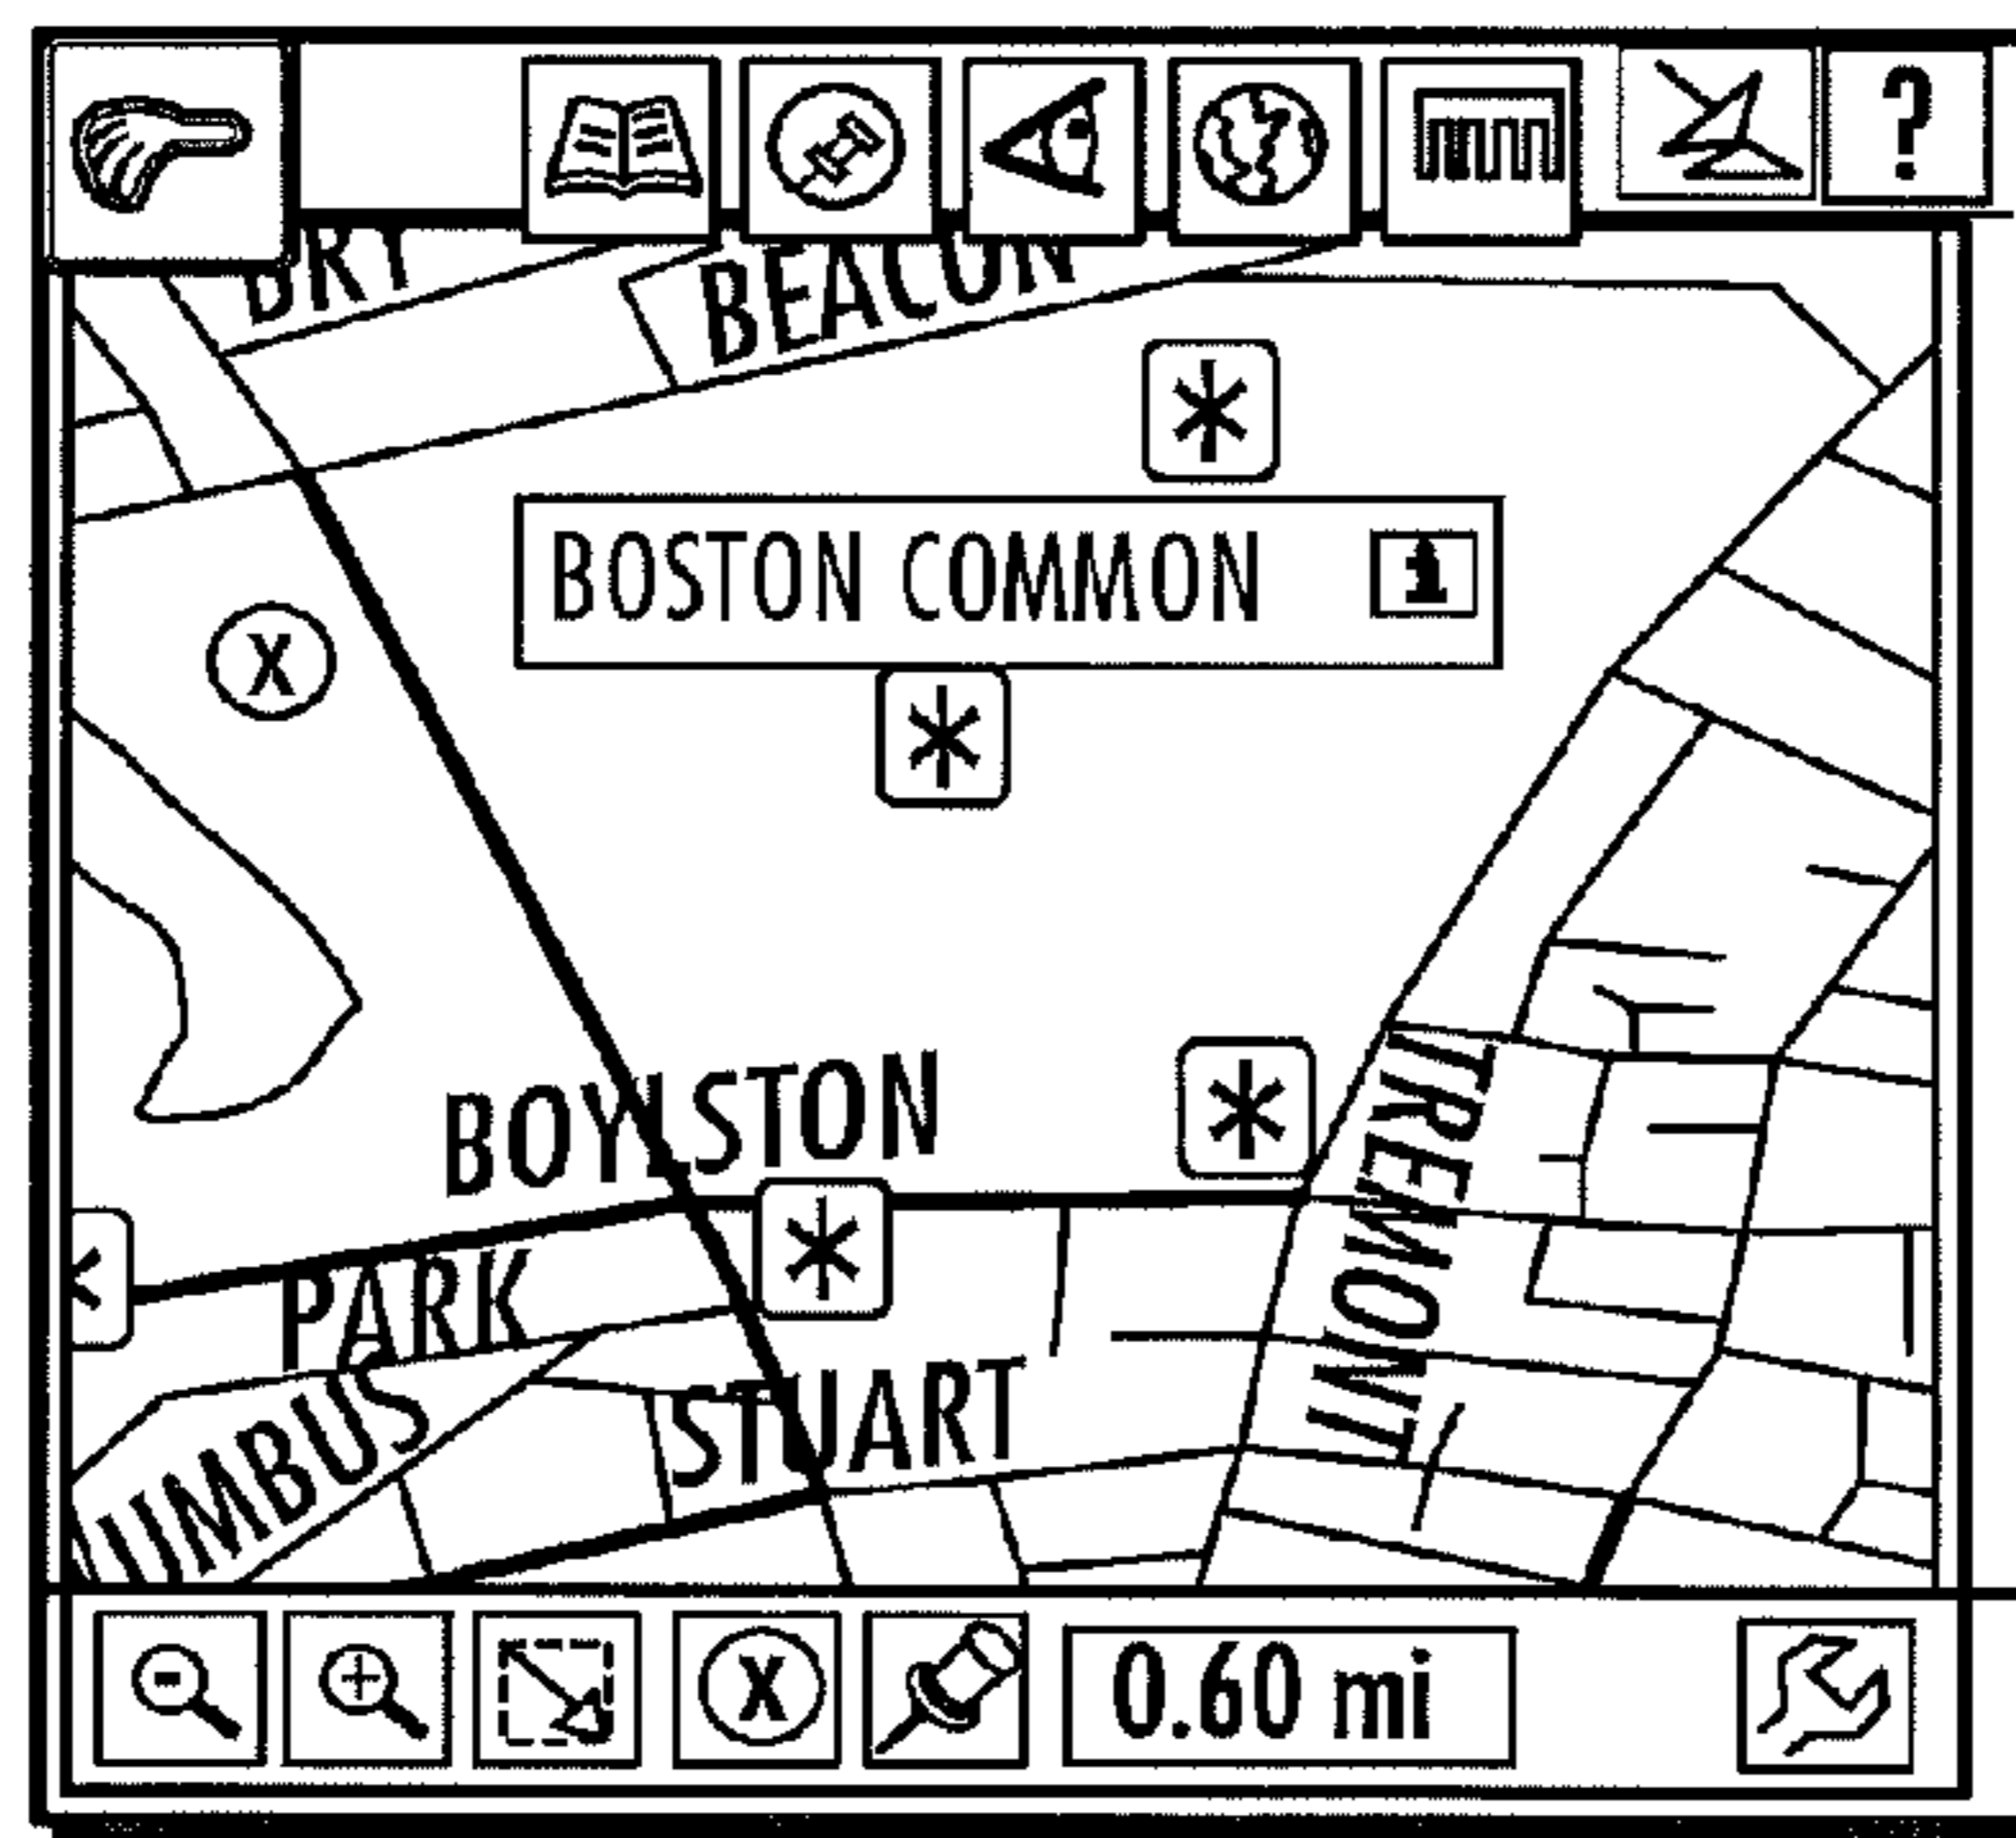 ?
BEACON
BOSTON COMMON i
X
BOYLSTON
TREMONT
PARK
STUART
UMBUS
X 0.60 mi